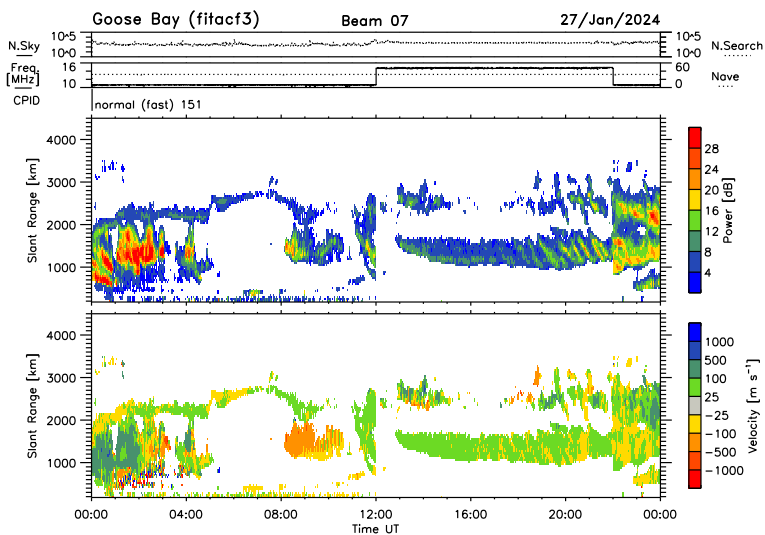 Goose Bay (fitacf3) Beam 07 27/Jan/2024
N.Sky 10^5 10^0 10^5 10^0 N.Search
Freq. [MHz] 16 10 60 0 Nave
CPID normal (fast) 151
Slant Range [km] 4000 3000 2000 1000
Power [dB] 28 24 20 16 12 8 4
Slant Range [km] 4000 3000 2000 1000
Velocity [m s⁻¹] 1000 500 100 25 −25 −100 −500 −1000
00:00 04:00 08:00 12:00 16:00 20:00 00:00
Time UT